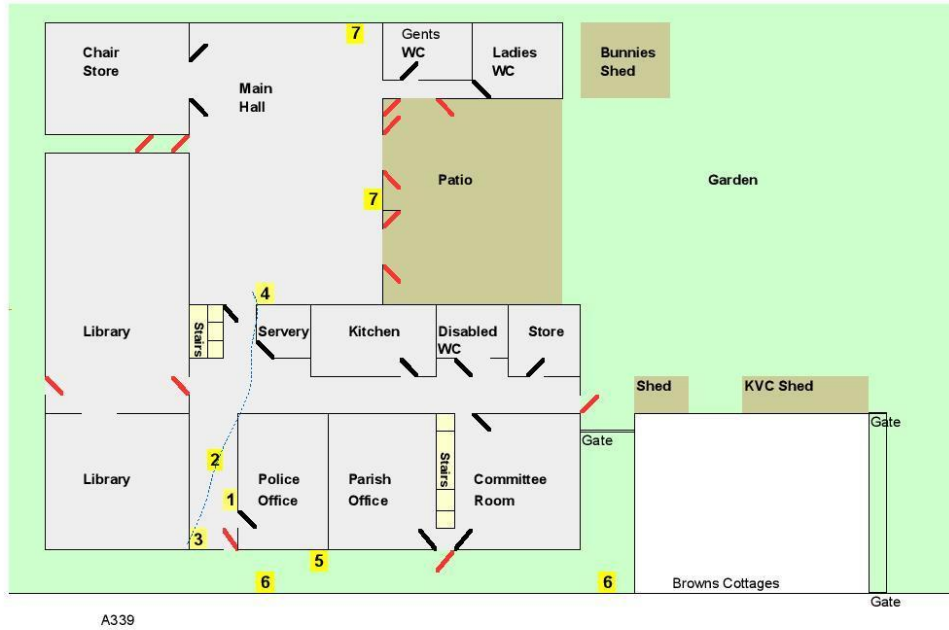 7
Gents
WC
Ladies
WC
Bunnies
Shed
Chair
Store
Main
Hall
Patio
Garden
7
4
Library
Stairs
Servery
Kitchen
Disabled
WC
Store
Shed
KVC Shed
Gate
Gate
2
Library
Police
Office
Parish
Office
Stairs
Committee
Room
1
3
5
6
6
Browns Cottages
Gate
A339